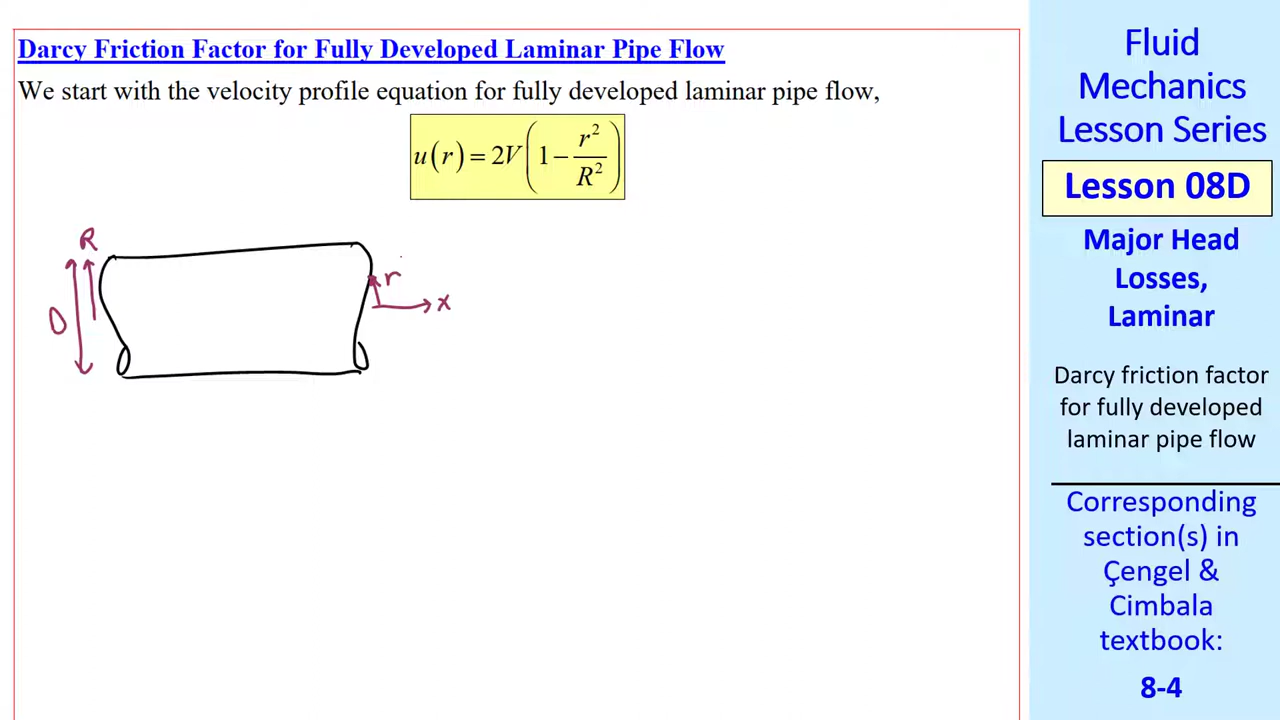 Darcy Friction Factor for Fully Developed Laminar Pipe Flow
We start with the velocity profile equation for fully developed laminar pipe flow,
u(r) = 2V(1 − r²/R²)
R
D
r
x
Fluid
Mechanics
Lesson Series
Lesson 08D
Major Head
Losses,
Laminar
Darcy friction factor
for fully developed
laminar pipe flow
Corresponding
section(s) in
Çengel &
Cimbala
textbook:
8-4